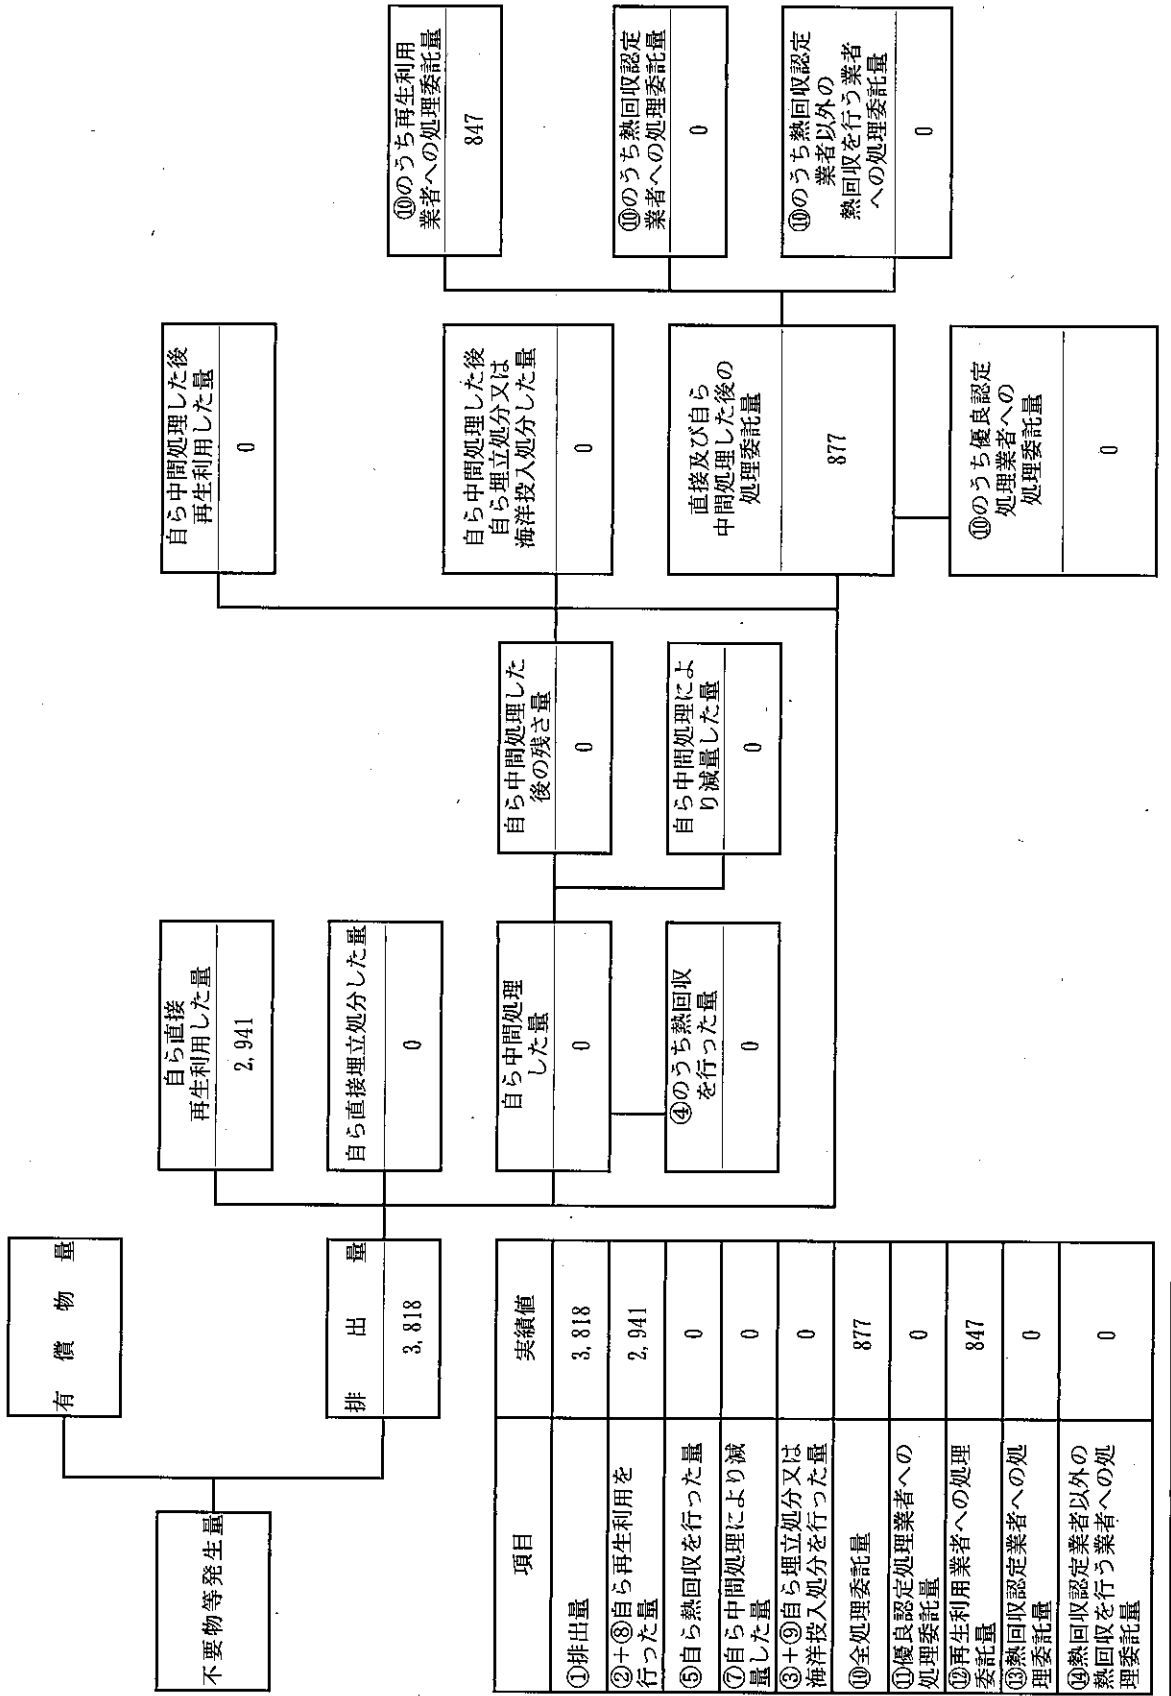 不要物等発生量
有償物量
排出量
3,818
自ら直接
再生利用した量
2,941
自ら直接埋立処分した量
0
自ら中間処理
した量
0
④のうち熱回収
を行った量
0
自ら中間処理した
後の残さ量
0
自ら中間処理によ
り減量した量
0
自ら中間処理した後
再生利用した量
0
自ら中間処理した後
自ら埋立処分又は
海洋投入処分した量
0
直接及び自ら
中間処理した後の
処理委託量
877
⑩のうち優良認定
処理業者への
処理委託量
0
⑩のうち再生利用
業者への処理委託量
847
⑩のうち熱回収認定
業者への処理委託量
0
⑩のうち熱回収認定
業者以外の
熱回収を行う業者
への処理委託量
0
項目 実績値
①排出量 3,818
②+⑧自ら再生利用を
行った量 2,941
⑤自ら熱回収を行った量 0
⑦自ら中間処理により減
量した量 0
③+⑨自ら埋立処分又は
海洋投入処分を行った量 0
⑩全処理委託量 877
⑪優良認定処理業者への
処理委託量 0
⑫再生利用業者への処理
委託量 847
⑬熱回収認定業者への処
理委託量 0
⑭熱回収認定業者以外の
熱回収を行う業者への処
理委託量 0